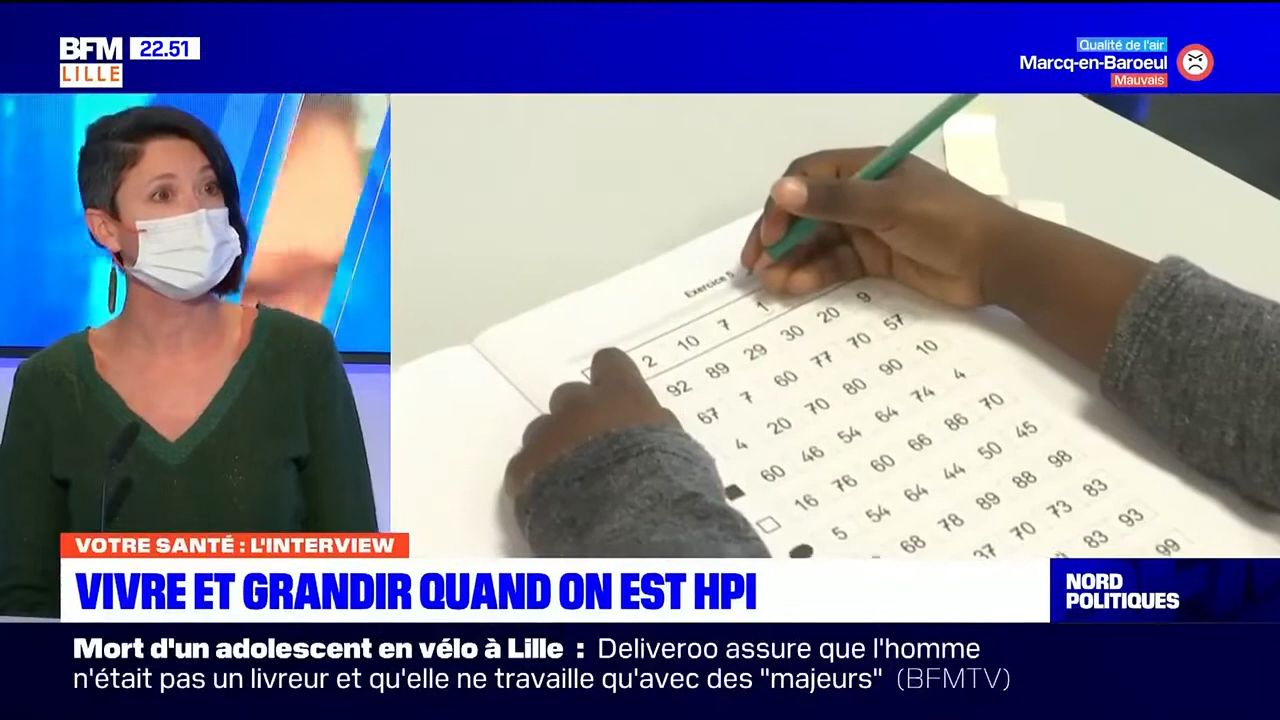 BFM
LILLE
22.51
Qualité de l'air
Marcq-en-Baroeul
Mauvais
Exercice 5
2 10 7 1
92 89 29 30 20 9
67 7 60 77 70 57
4 20 70 80 90 10
60 46 54 64 74 4
16 76 60 66 86 70
5 54 64 44 50 45
68 78 89 88 98
37 70 73 83
83 93
99
VOTRE SANTÉ : L'INTERVIEW
VIVRE ET GRANDIR QUAND ON EST HPI
NORD
POLITIQUES
Mort d'un adolescent en vélo à Lille : Deliveroo assure que l'homme
n'était pas un livreur et qu'elle ne travaille qu'avec des "majeurs" (BFMTV)